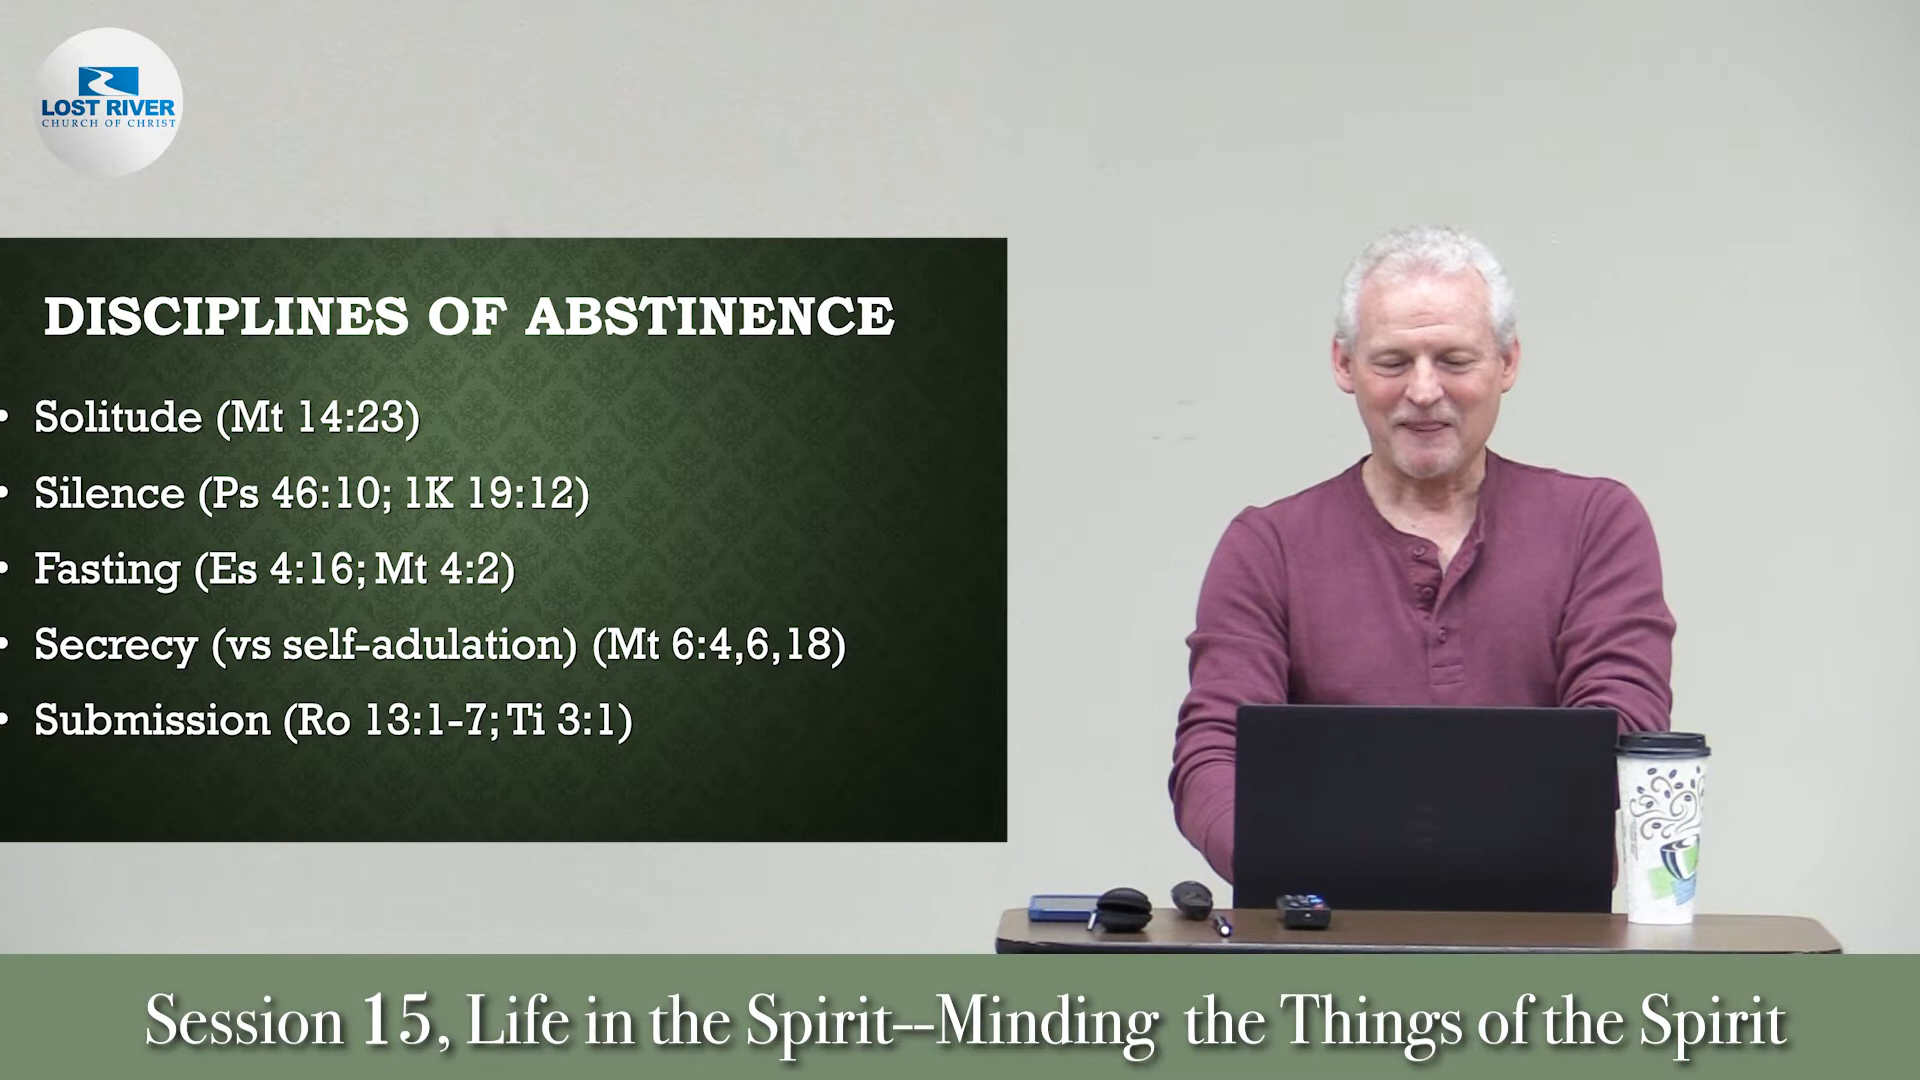 LOST RIVER
CHURCH OF CHRIST
DISCIPLINES OF ABSTINENCE
• Solitude (Mt 14:23)
• Silence (Ps 46:10; 1K 19:12)
• Fasting (Es 4:16; Mt 4:2)
• Secrecy (vs self-adulation) (Mt 6:4,6,18)
• Submission (Ro 13:1-7; Ti 3:1)
Session 15, Life in the Spirit--Minding the Things of the Spirit